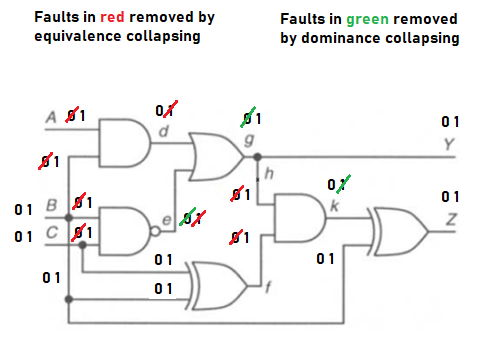 Faults in red removed by
equivalence collapsing
Faults in green removed
by dominance collapsing
A 0 1
0 1
d
0 1
g
0 1
Y
0 1
h
0 1 B 0 1
0 1 C 0 1
e 0 1
0 1
0 1
k
0 1
Z
0 1
0 1
0 1
0 1
f
0 1